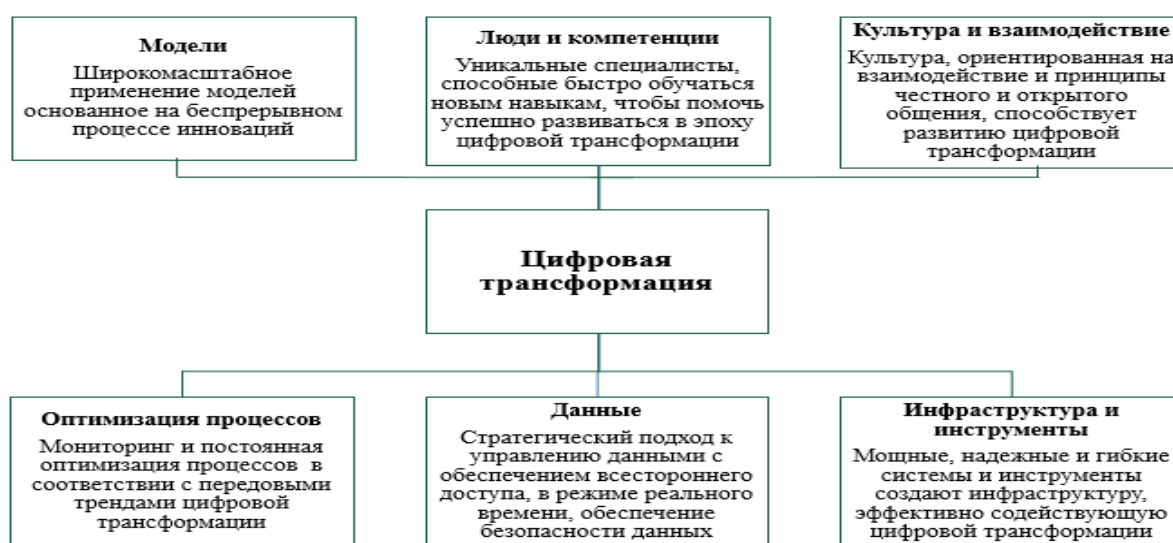 Модели
Широкомасштабное
применение моделей
основанное на беспрерывном
процессе инноваций
Люди и компетенции
Уникальные специалисты,
способные быстро обучаться
новым навыкам, чтобы помочь
успешно развиваться в эпоху
цифровой трансформации
Культура и взаимодействие
Культура, ориентированная на
взаимодействие и принципы
честного и открытого
общения, способствует
развитию цифровой
трансформации
Цифровая
трансформация
Оптимизация процессов
Мониторинг и постоянная
оптимизация процессов в
соответствии с передовыми
трендами цифровой
трансформации
Данные
Стратегический подход к
управлению данными с
обеспечением всестороннего
доступа, в режиме реального
времени, обеспечение
безопасности данных
Инфраструктура и
инструменты
Мощные, надежные и гибкие
системы и инструменты
создают инфраструктуру,
эффективно содействующую
цифровой трансформации